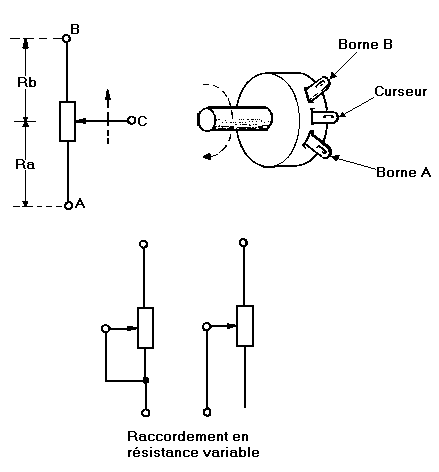 B
Borne B
Rb
Curseur
C
Ra
Borne A
A
Raccordement en
résistance variable